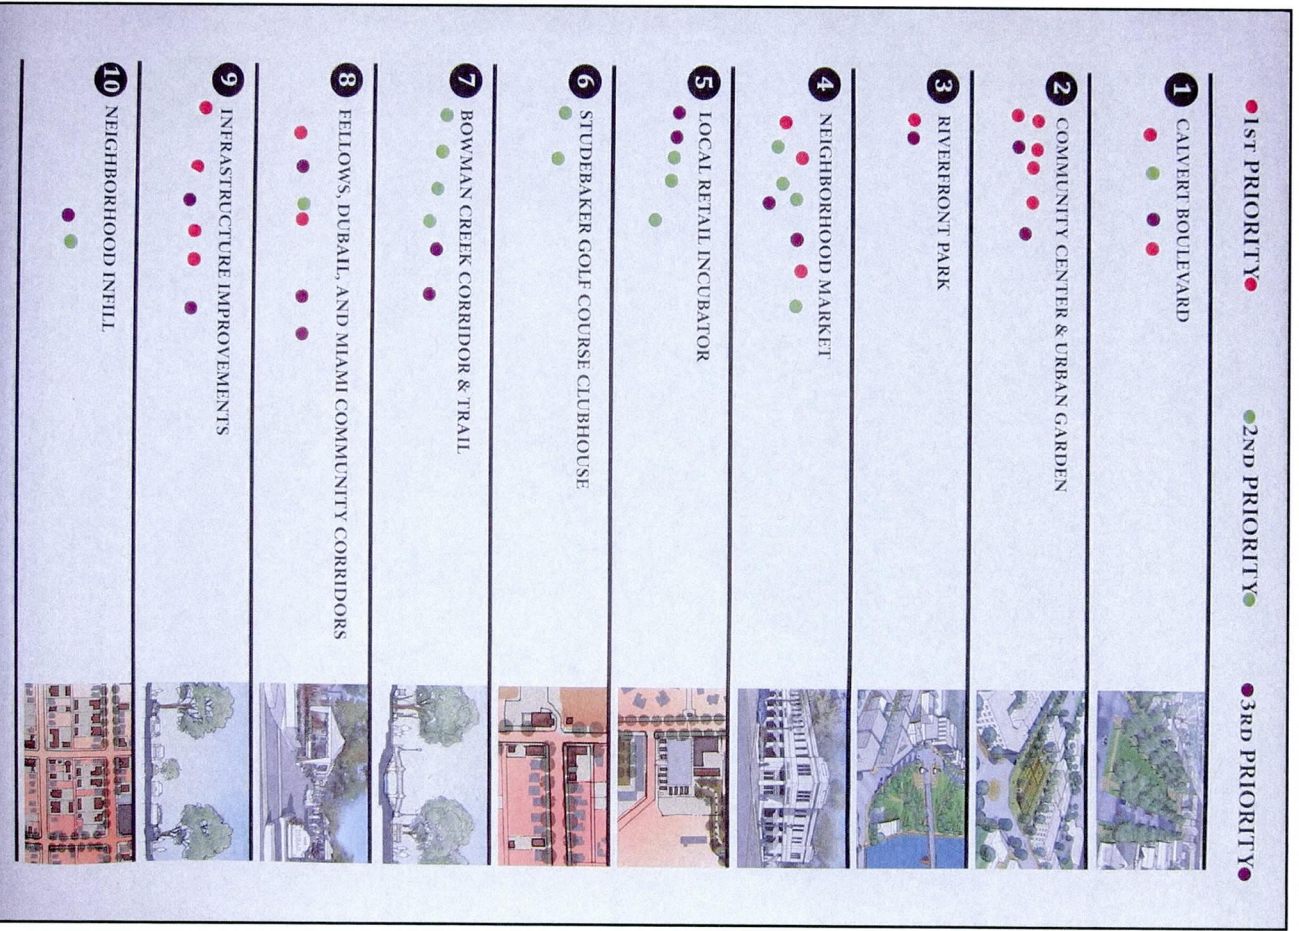 1ST PRIORITY
2ND PRIORITY
3RD PRIORITY
1 CALVERT BOULEVARD
2 COMMUNITY CENTER & URBAN GARDEN
3 RIVERFRONT PARK
4 NEIGHBORHOOD MARKET
5 LOCAL RETAIL INCUBATOR
6 STUDEBAKER GOLF COURSE CLUBHOUSE
7 BOWMAN CREEK CORRIDOR & TRAIL
8 FELLOWS, DUBAIL, AND MIAMI COMMUNITY CORRIDORS
9 INFRASTRUCTURE IMPROVEMENTS
10 NEIGHBORHOOD INFILL